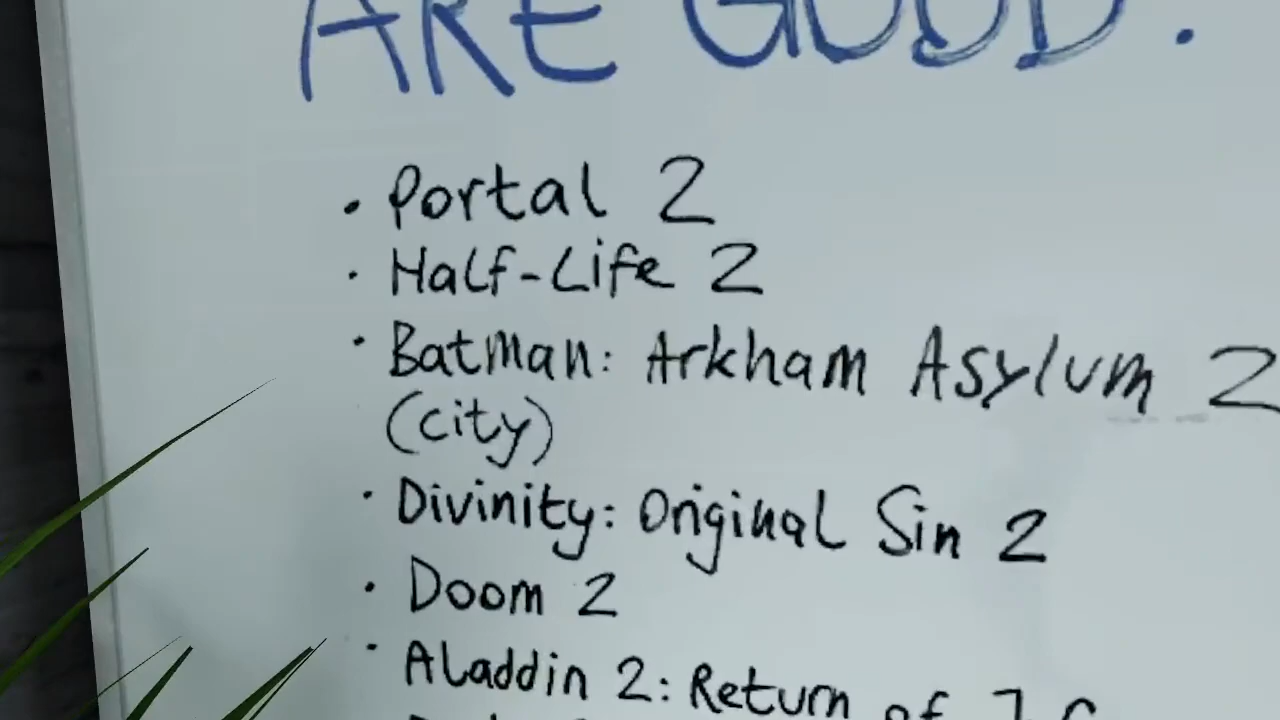 ARE GOOD.
• Portal 2
• Half-Life 2
• Batman: Arkham Asylum 2
(city)
• Divinity: Original Sin 2
• Doom 2
• Aladdin 2: Return of